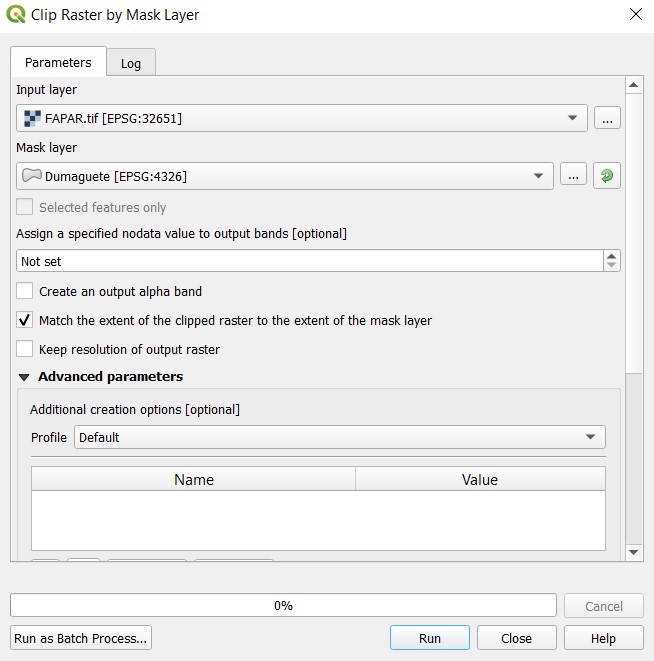 Clip Raster by Mask Layer
Parameters Log
Input layer
FAPAR.tif [EPSG:32651]
...
Mask layer
Dumaguete [EPSG:4326]
...
Selected features only
Assign a specified nodata value to output bands [optional]
Not set
Create an output alpha band
Match the extent of the clipped raster to the extent of the mask layer
Keep resolution of output raster
Advanced parameters
Additional creation options [optional]
Profile Default
Name Value
0%
Cancel
Run as Batch Process... Run Close Help